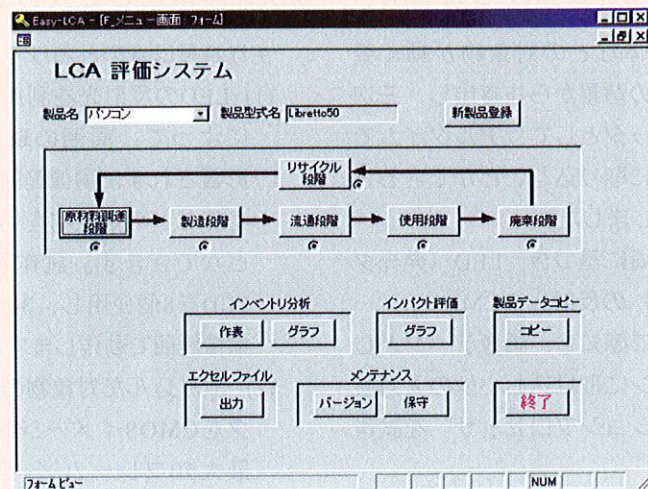 Easy-LCA - [F_メニュー画面 : フォーム]
LCA 評価システム
製品名 パソコン 製品型式名 Libretto50 新製品登録
リサイクル
段階
原材料調達
段階
製造段階 流通段階 使用段階 廃棄段階
インベントリ分析 インパクト評価 製品データコピー
作表 グラフ グラフ コピー
エクセルファイル メンテナンス
出力 バージョン 保守 終了
フォーム ビュー NUM